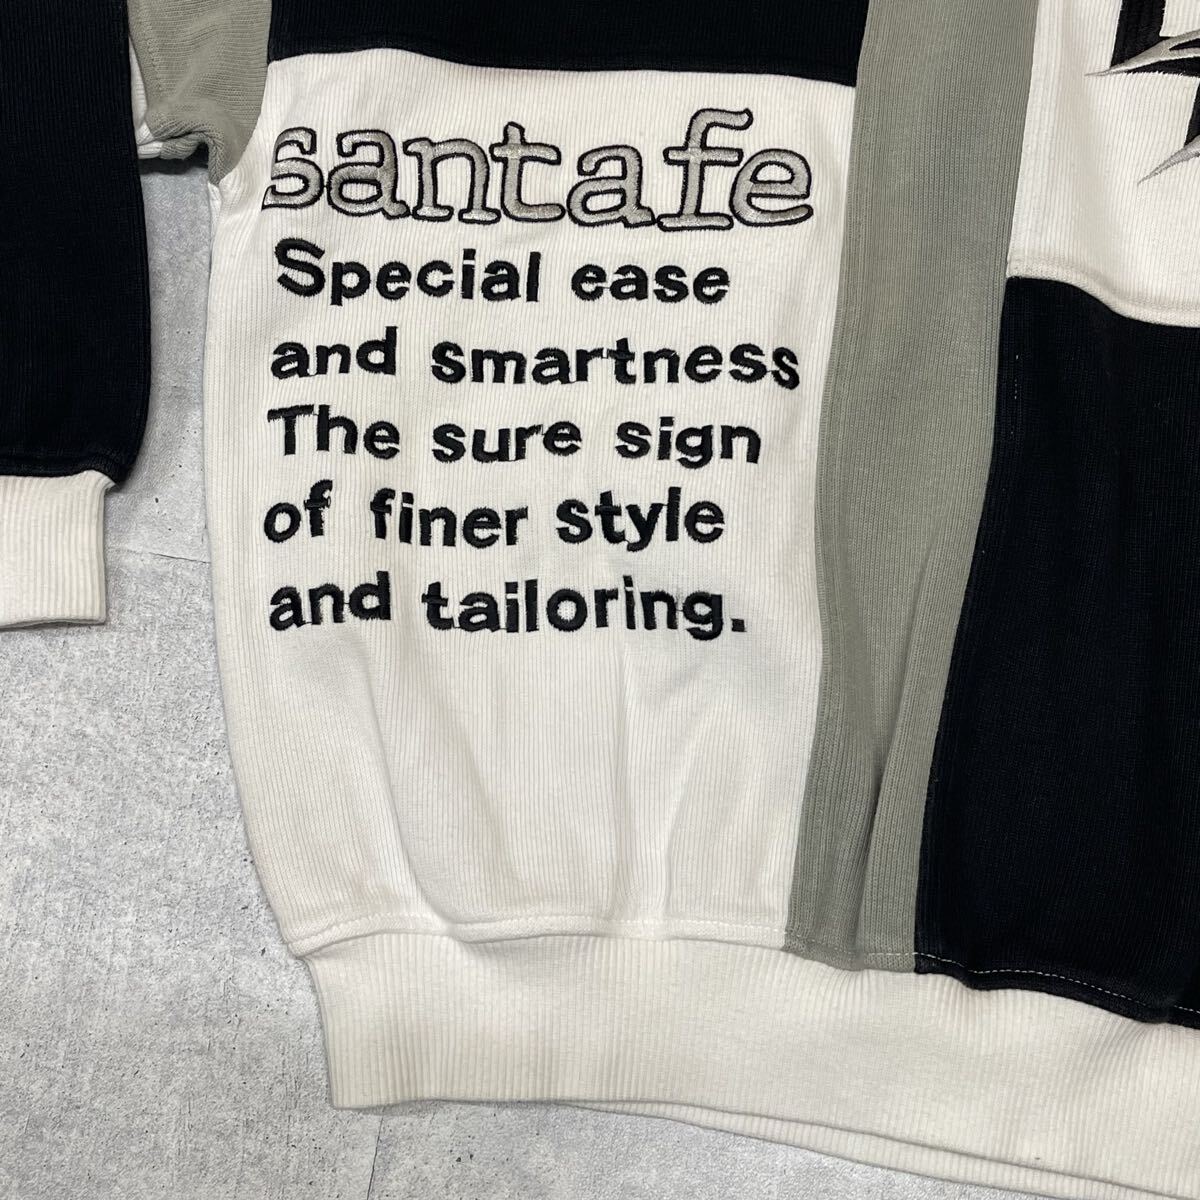 santafe
Special ease
and smartness
The sure sign
of finer style
and tailoring.